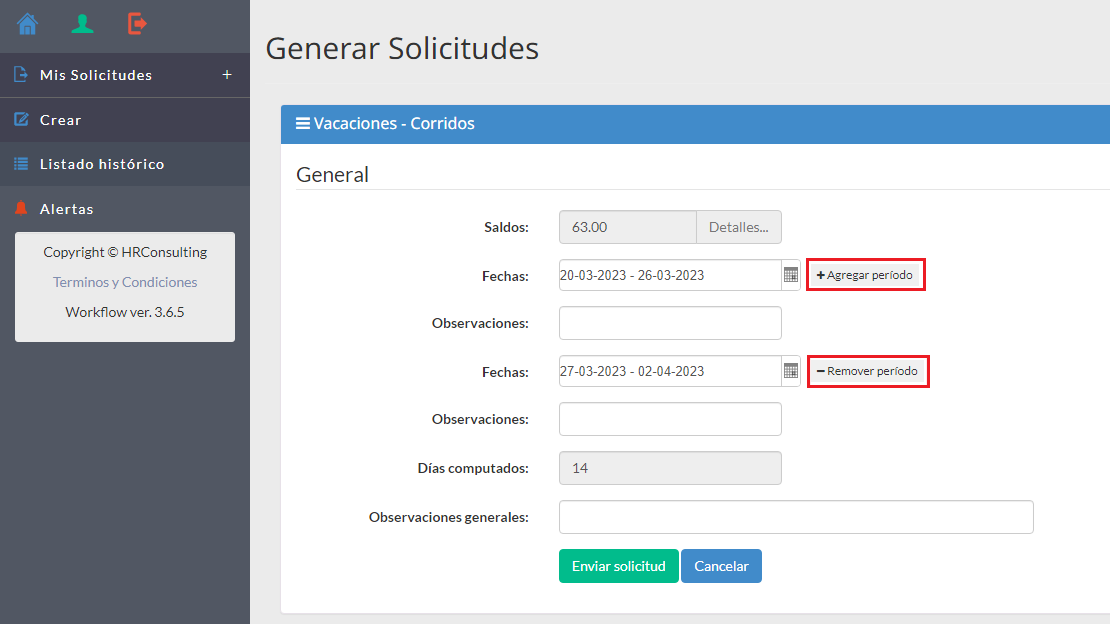 Generar Solicitudes
Mis Solicitudes +
Crear
Listado histórico
Alertas
Copyright © HRConsulting
Terminos y Condiciones
Workflow ver. 3.6.5
Vacaciones - Corridos
General
Saldos: 63.00 Detalles...
Fechas: 20-03-2023 - 26-03-2023 +Agregar período
Observaciones:
Fechas: 27-03-2023 - 02-04-2023 −Remover período
Observaciones:
Días computados: 14
Observaciones generales:
Enviar solicitud Cancelar